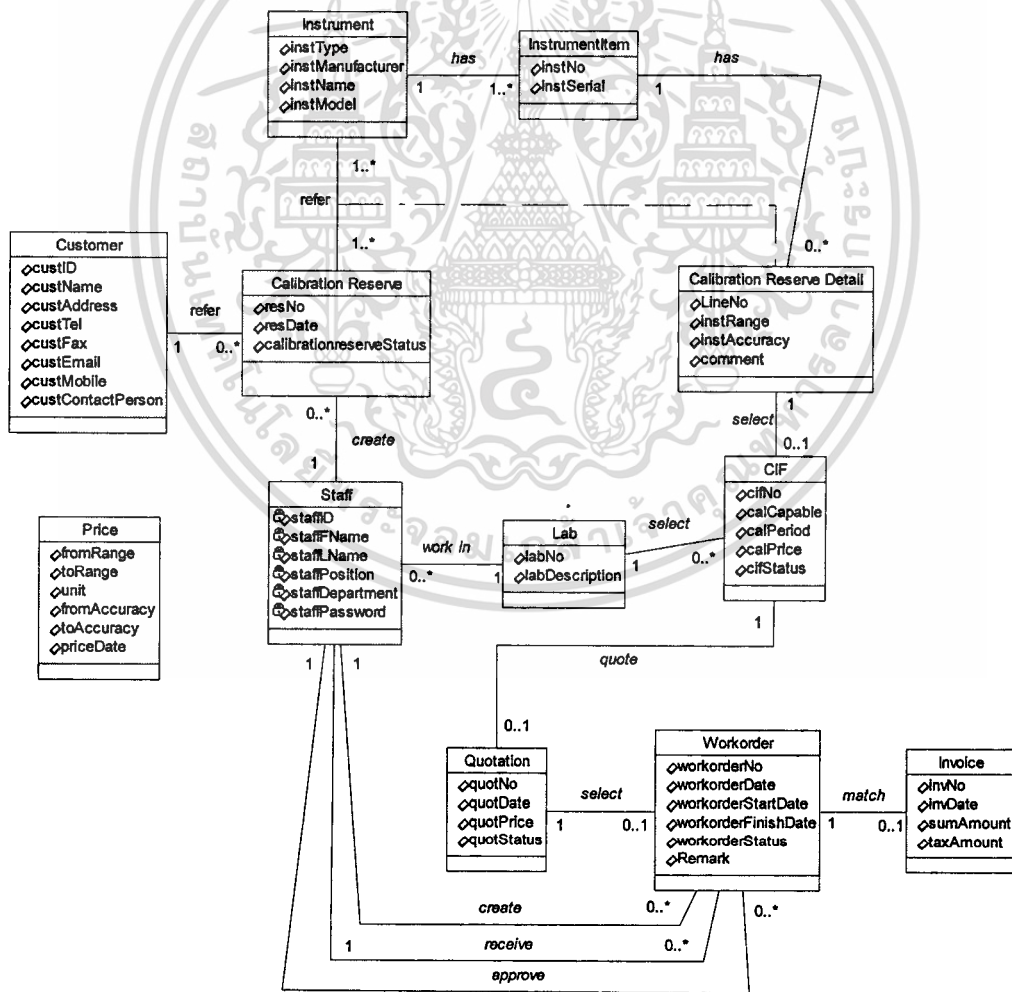 Instrument
instType
instManufacturer
instName
instModel
has
1
1..*
InstrumentItem
instNo
instSerial
has
1
1..*
refer
1..*
0..*
Customer
custID
custName
custAddress
custTel
custFax
custEmail
custMobile
custContactPerson
refer
1
0..*
Calibration Reserve
resNo
resDate
calibrationreserveStatus
Calibration Reserve Detail
LineNo
instRange
instAccuracy
comment
0..*
create
1
1
select
0..1
Staff
staffID
staffFName
staffLName
staffPosition
staffDepartment
staffPassword
work in
0..*
1
Lab
labNo
labDescription
select
1
0..*
CIF
cifNo
calCapable
calPeriod
calPrice
cifStatus
Price
fromRange
toRange
unit
fromAccuracy
toAccuracy
priceDate
1
1
1
quote
0..1
Quotation
quotNo
quotDate
quotPrice
quotStatus
select
1
0..1
Workorder
workorderNo
workorderDate
workorderStartDate
workorderFinishDate
workorderStatus
Remark
match
1
0..1
Invoice
invNo
invDate
sumAmount
taxAmount
create
0..*
0..*
1
receive
0..*
approve